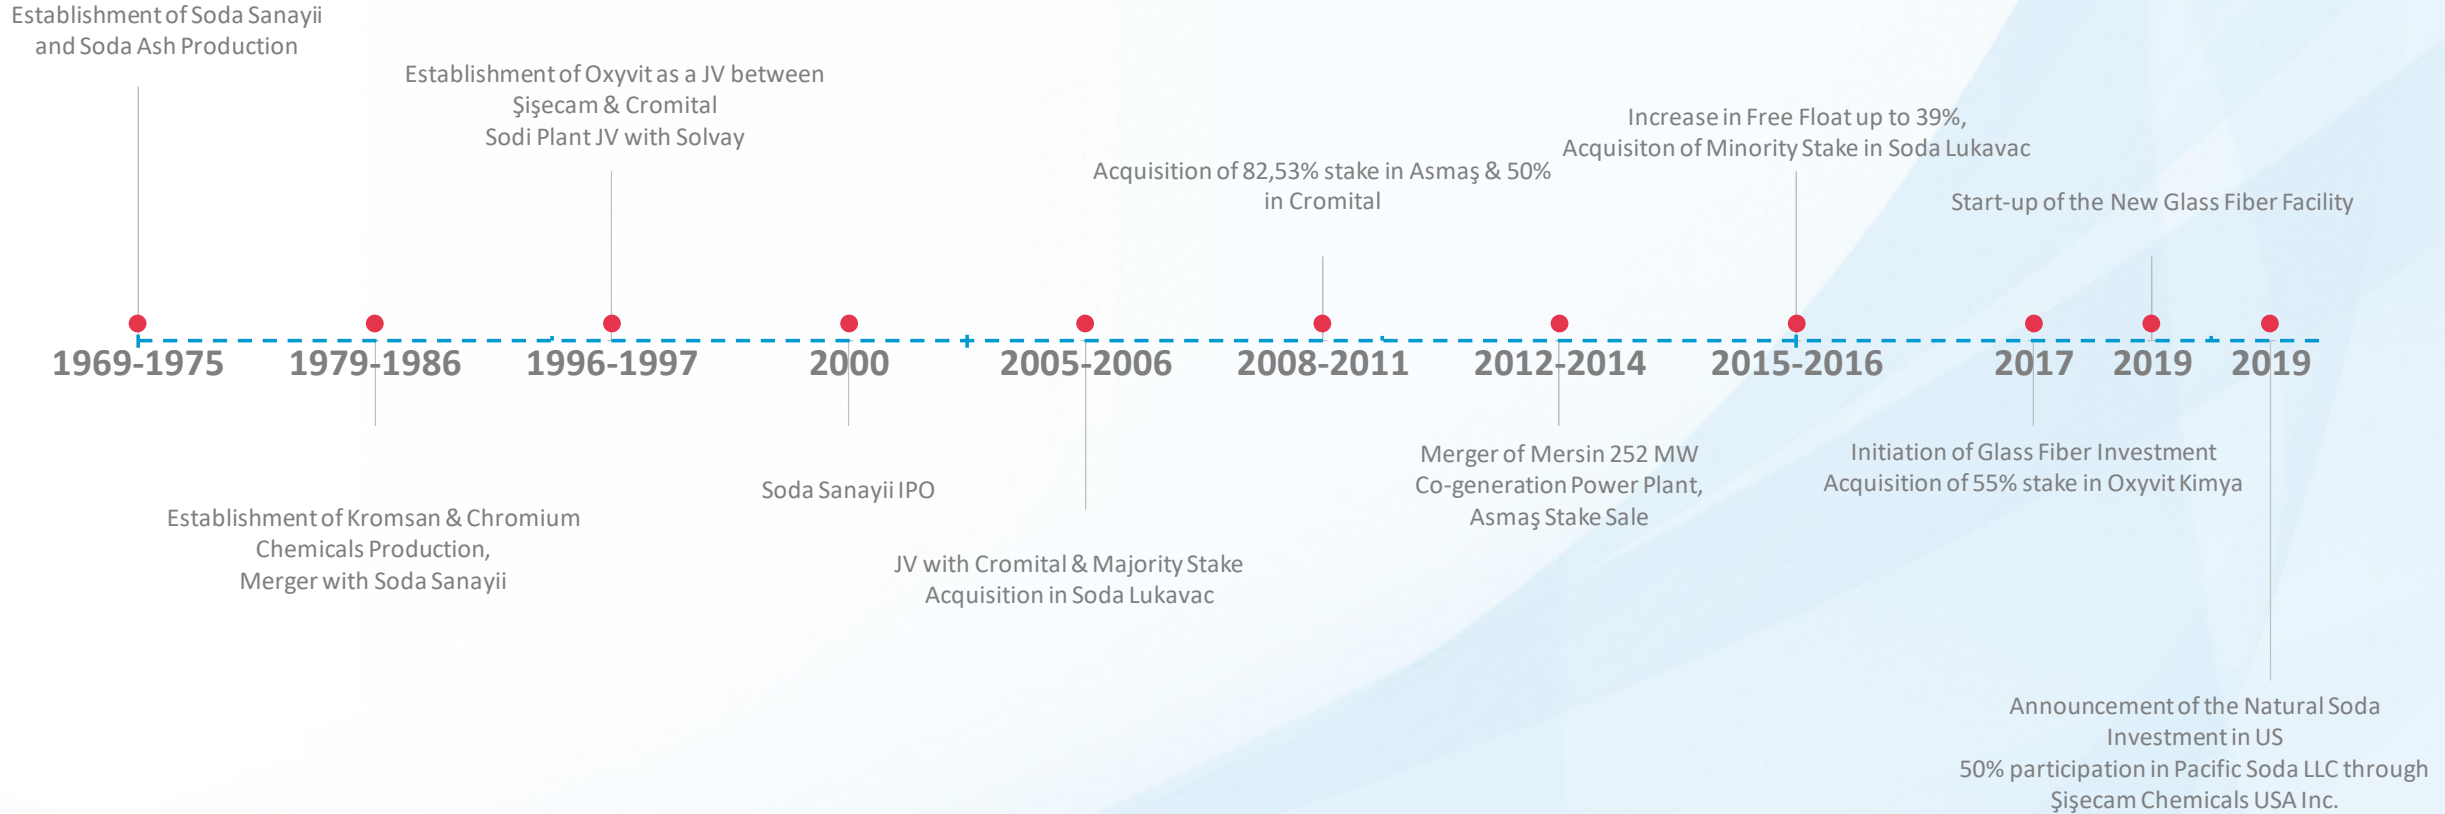 Establishment of Soda Sanayii
and Soda Ash Production
Establishment of Oxyvit as a JV between
Şişecam & Cromital
Sodi Plant JV with Solvay
Acquisition of 82,53% stake in Asmaş & 50%
in Cromital
Increase in Free Float up to 39%,
Acquisiton of Minority Stake in Soda Lukavac
Start-up of the New Glass Fiber Facility
1969-1975
1979-1986
1996-1997
2000
2005-2006
2008-2011
2012-2014
2015-2016
2017
2019
2019
Establishment of Kromsan & Chromium
Chemicals Production,
Merger with Soda Sanayii
Soda Sanayii IPO
JV with Cromital & Majority Stake
Acquisition in Soda Lukavac
Merger of Mersin 252 MW
Co-generation Power Plant,
Asmaş Stake Sale
Initiation of Glass Fiber Investment
Acquisition of 55% stake in Oxyvit Kimya
Announcement of the Natural Soda
Investment in US
50% participation in Pacific Soda LLC through
Şişecam Chemicals USA Inc.